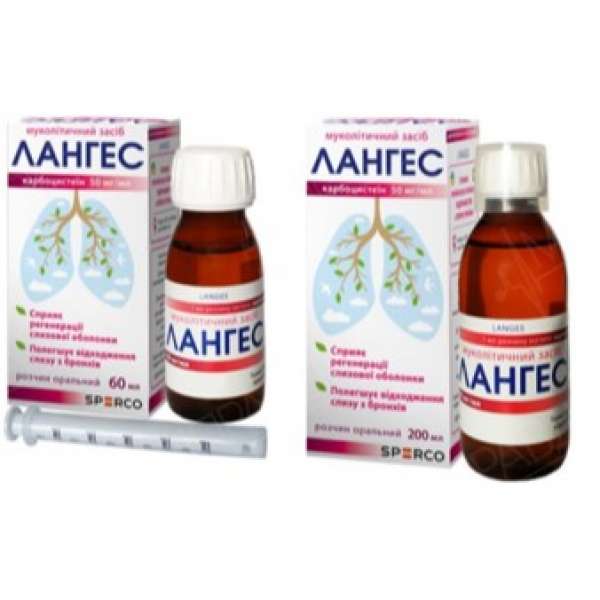 муколітичний засіб
ЛАНГЕС
карбоцистеїн 50 мг/мл
Сприяє
регенерації
слизової оболонки
Полегшує відходження
слизу з бронхів
розчин оральний 60 мл
SPERCO
LANGES
муколітичний засіб
ЛАНГЕС
муколітичний засіб
ЛАНГЕС
карбоцистеїн 50 мг/мл
Сприяє
регенерації
слизової оболонки
Полегшує відходження
слизу з бронхів
розчин оральний 200 мл
SPERCO
LANGES
муколітичний засіб
ЛАНГЕС